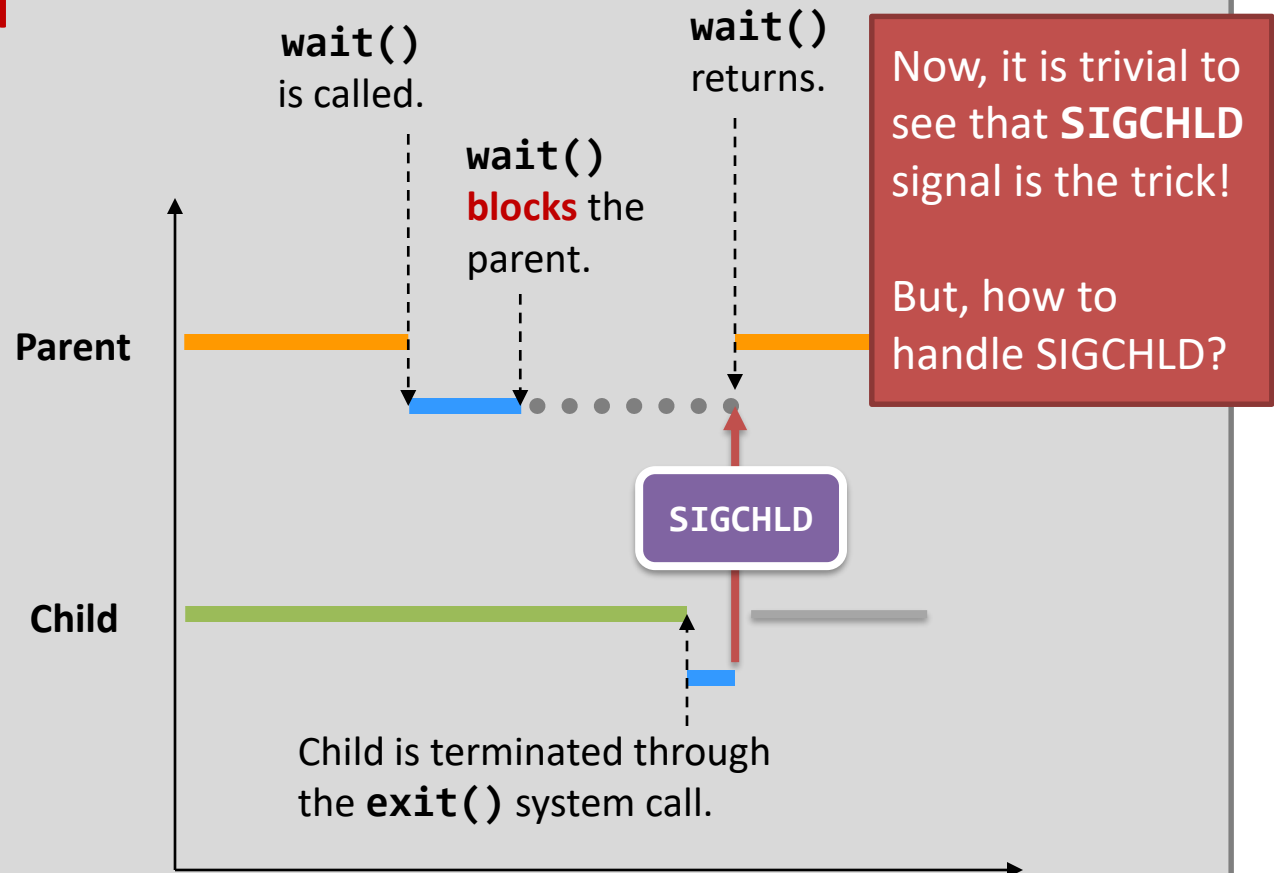 wait()
is called.
wait()
blocks the
parent.
wait()
returns.
Now, it is trivial to
see that SIGCHLD
signal is the trick!
But, how to
handle SIGCHLD?
Parent
SIGCHLD
Child
Child is terminated through
the exit() system call.